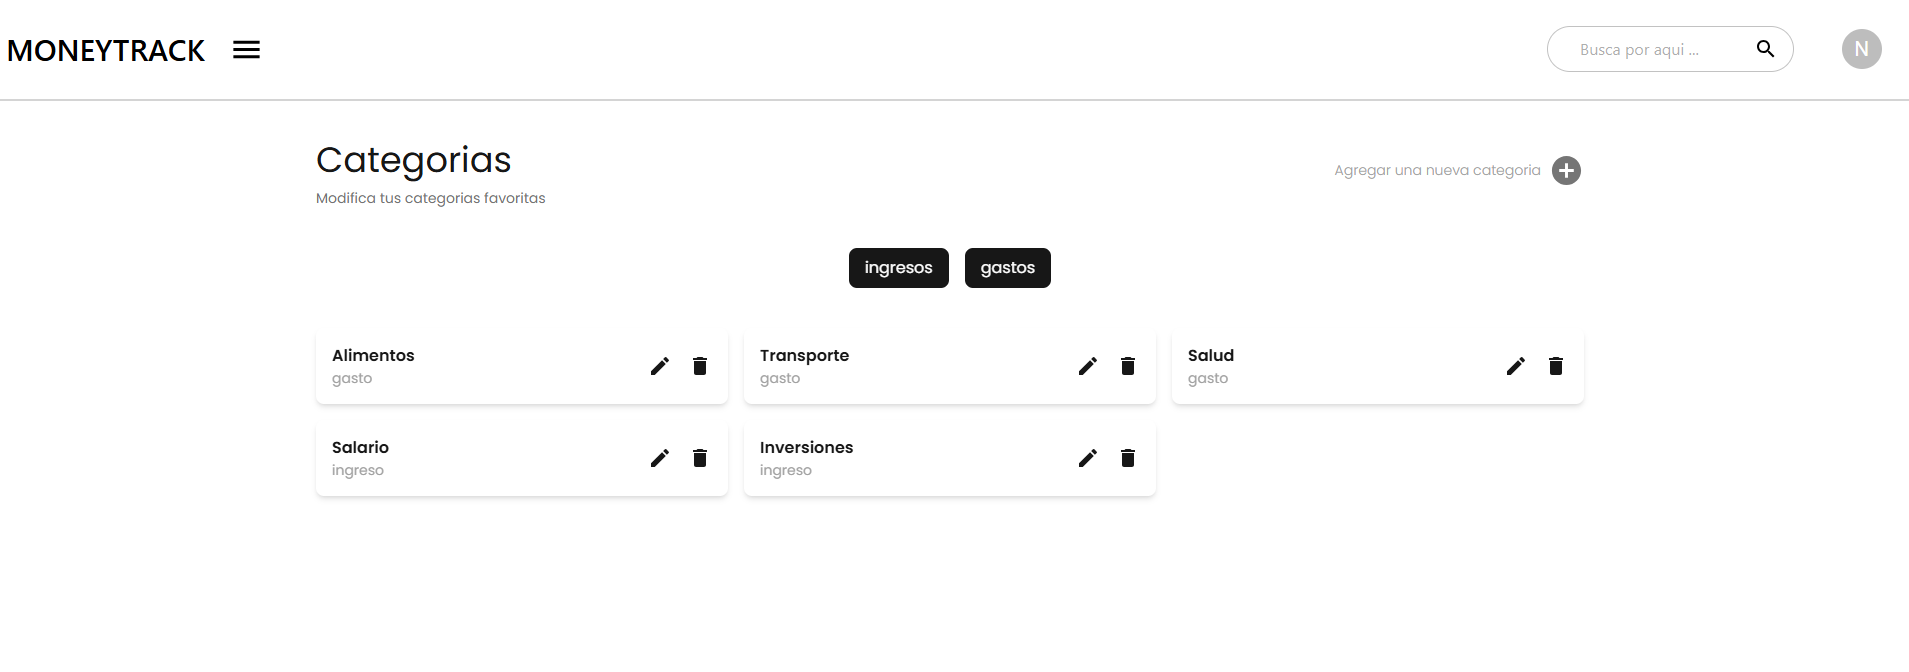 MONEYTRACK
Busca por aqui ...
N
Categorias
Modifica tus categorias favoritas
Agregar una nueva categoria
ingresos
gastos
Alimentos
gasto
Transporte
gasto
Salud
gasto
Salario
ingreso
Inversiones
ingreso